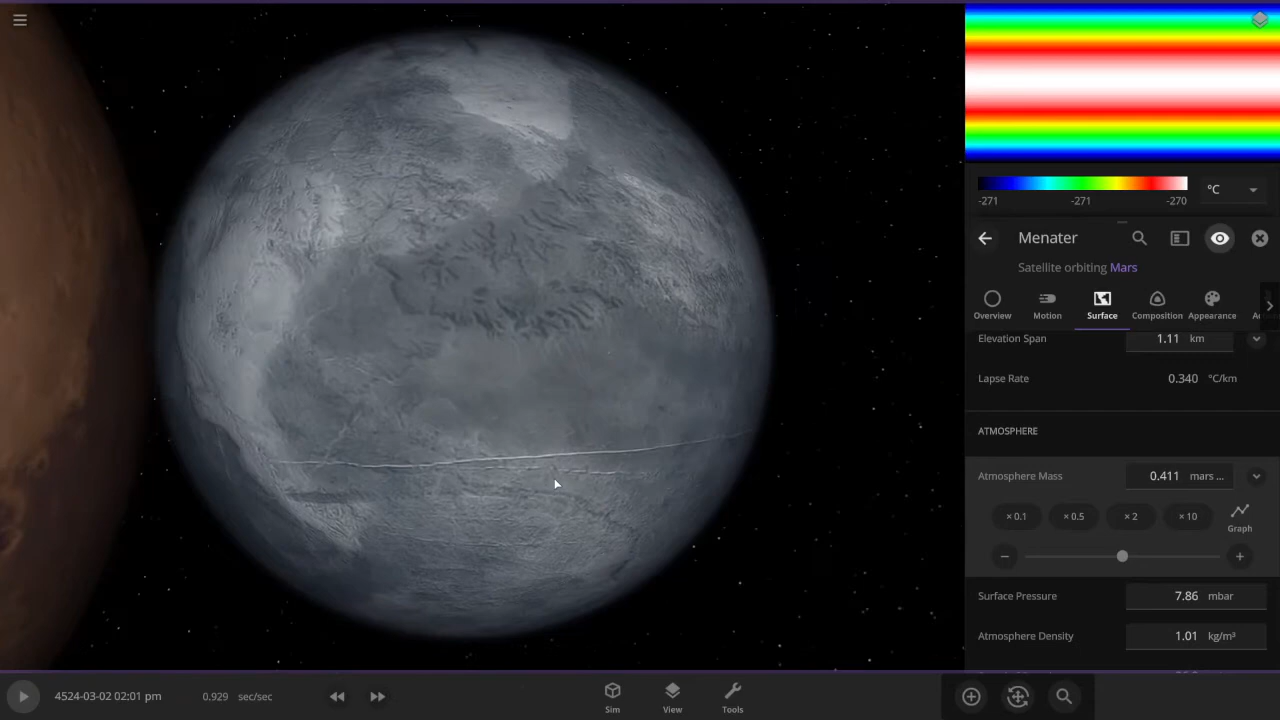 °C
-271 -271 -270
Menater
Satellite orbiting Mars
Overview Motion Surface Composition Appearance
Elevation Span 1.11 km
Lapse Rate 0.340 °C/km
ATMOSPHERE
Atmosphere Mass 0.411 mars ...
× 0.1 × 0.5 × 2 × 10 Graph
Surface Pressure 7.86 mbar
Atmosphere Density 1.01 kg/m³
4524-03-02 02:01 pm 0.929 sec/sec
Sim View Tools